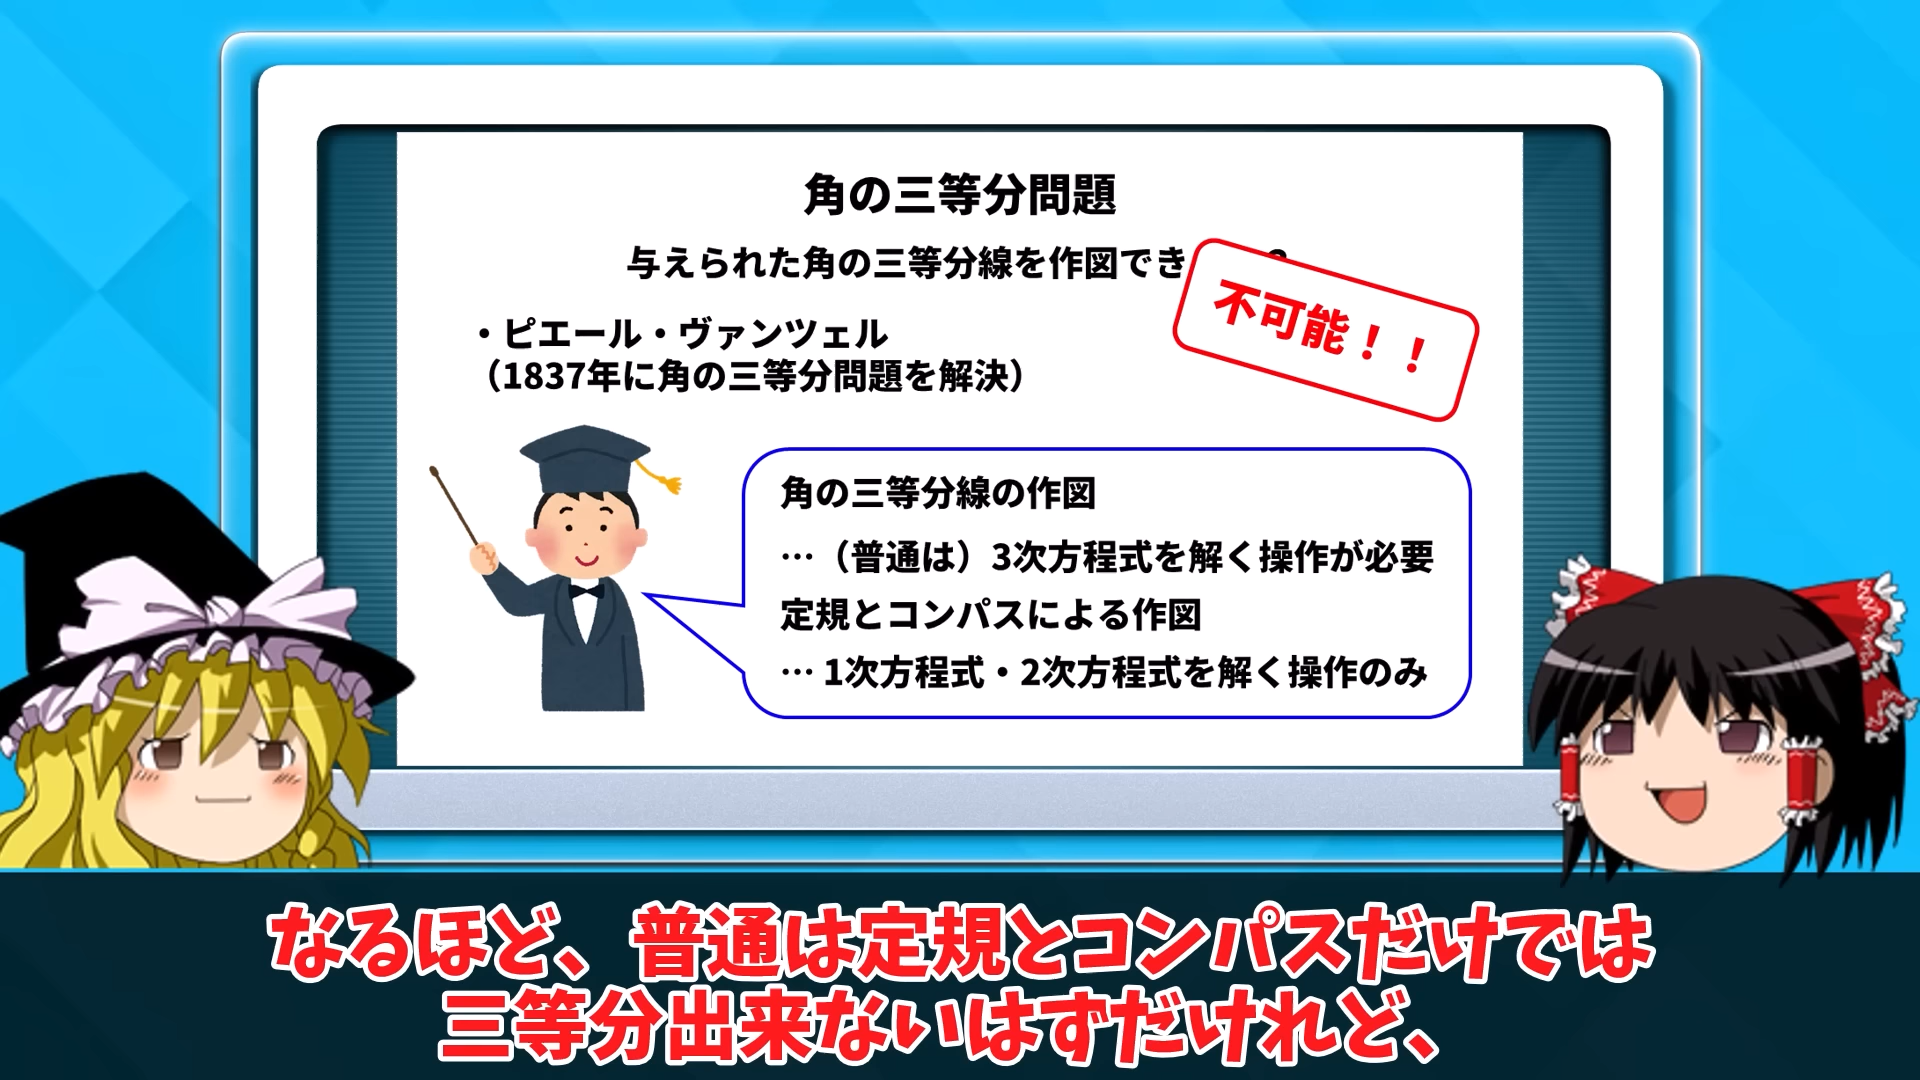 角の三等分問題
与えられた角の三等分線を作図でき
不可能！！
・ピエール・ヴァンツェル
（1837年に角の三等分問題を解決）
角の三等分線の作図
…（普通は）3次方程式を解く操作が必要
定規とコンパスによる作図
… 1次方程式・2次方程式を解く操作のみ
なるほど、普通は定規とコンパスだけでは
三等分出来ないはずだけれど、